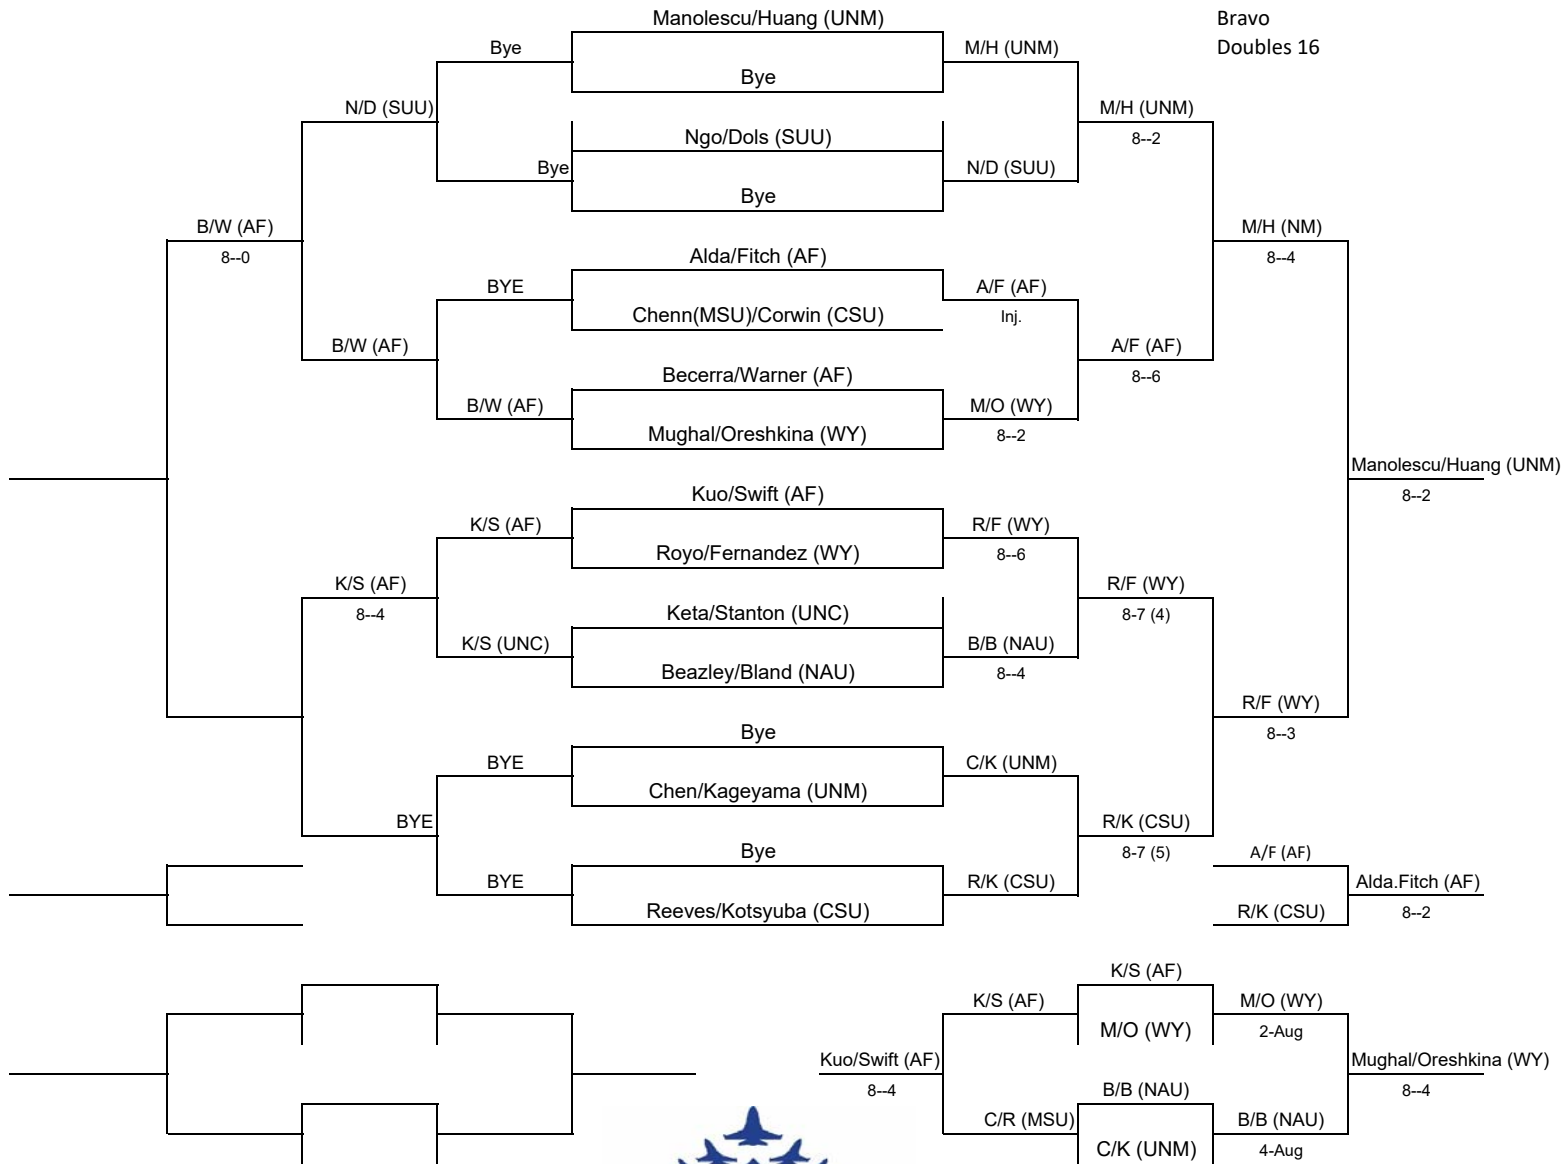 Manolescu/Huang (UNM)
Bravo
Bye
M/H (UNM)
Doubles 16
Bye
N/D (SUU)
M/H (UNM)
Ngo/Dols (SUU)
8--2
Bye
N/D (SUU)
Bye
B/W (AF)
M/H (NM)
8--0
Alda/Fitch (AF)
8--4
BYE
A/F (AF)
Chenn(MSU)/Corwin (CSU)
Inj.
B/W (AF)
A/F (AF)
Becerra/Warner (AF)
8--6
B/W (AF)
M/O (WY)
Mughal/Oreshkina (WY)
8--2
Manolescu/Huang (UNM)
Kuo/Swift (AF)
8--2
K/S (AF)
R/F (WY)
Royo/Fernandez (WY)
8--6
K/S (AF)
R/F (WY)
8--4
Keta/Stanton (UNC)
8-7 (4)
K/S (UNC)
B/B (NAU)
Beazley/Bland (NAU)
8--4
R/F (WY)
Bye
8--3
BYE
C/K (UNM)
Chen/Kageyama (UNM)
BYE
R/K (CSU)
Bye
8-7 (5)
A/F (AF)
BYE
R/K (CSU)
Alda.Fitch (AF)
Reeves/Kotsyuba (CSU)
R/K (CSU)
8--2
K/S (AF)
K/S (AF)
M/O (WY)
M/O (WY)
2-Aug
Kuo/Swift (AF)
Mughal/Oreshkina (WY)
8--4
B/B (NAU)
8--4
C/R (MSU)
B/B (NAU)
C/K (UNM)
4-Aug